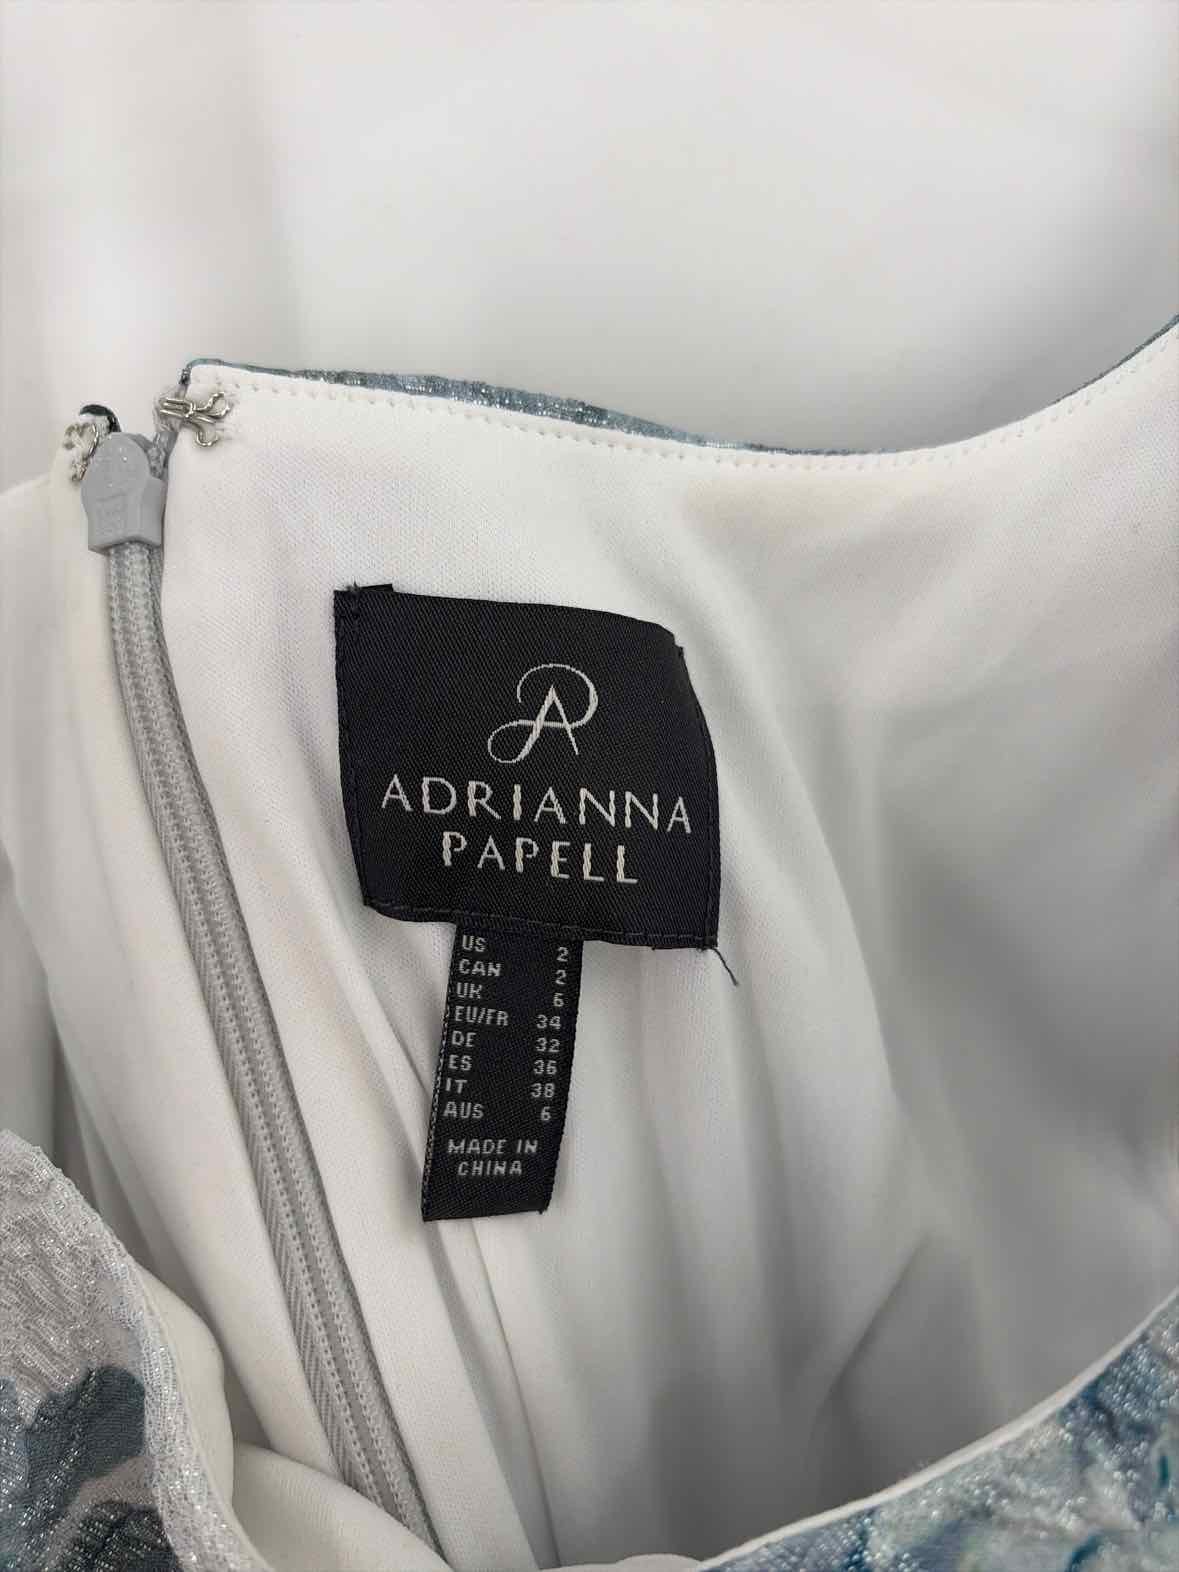 ADRIANNA
PAPELL
US 2
CAN 2
UK 6
EU/FR 34
DE 32
ES 36
IT 38
AUS 6
MADE IN
CHINA